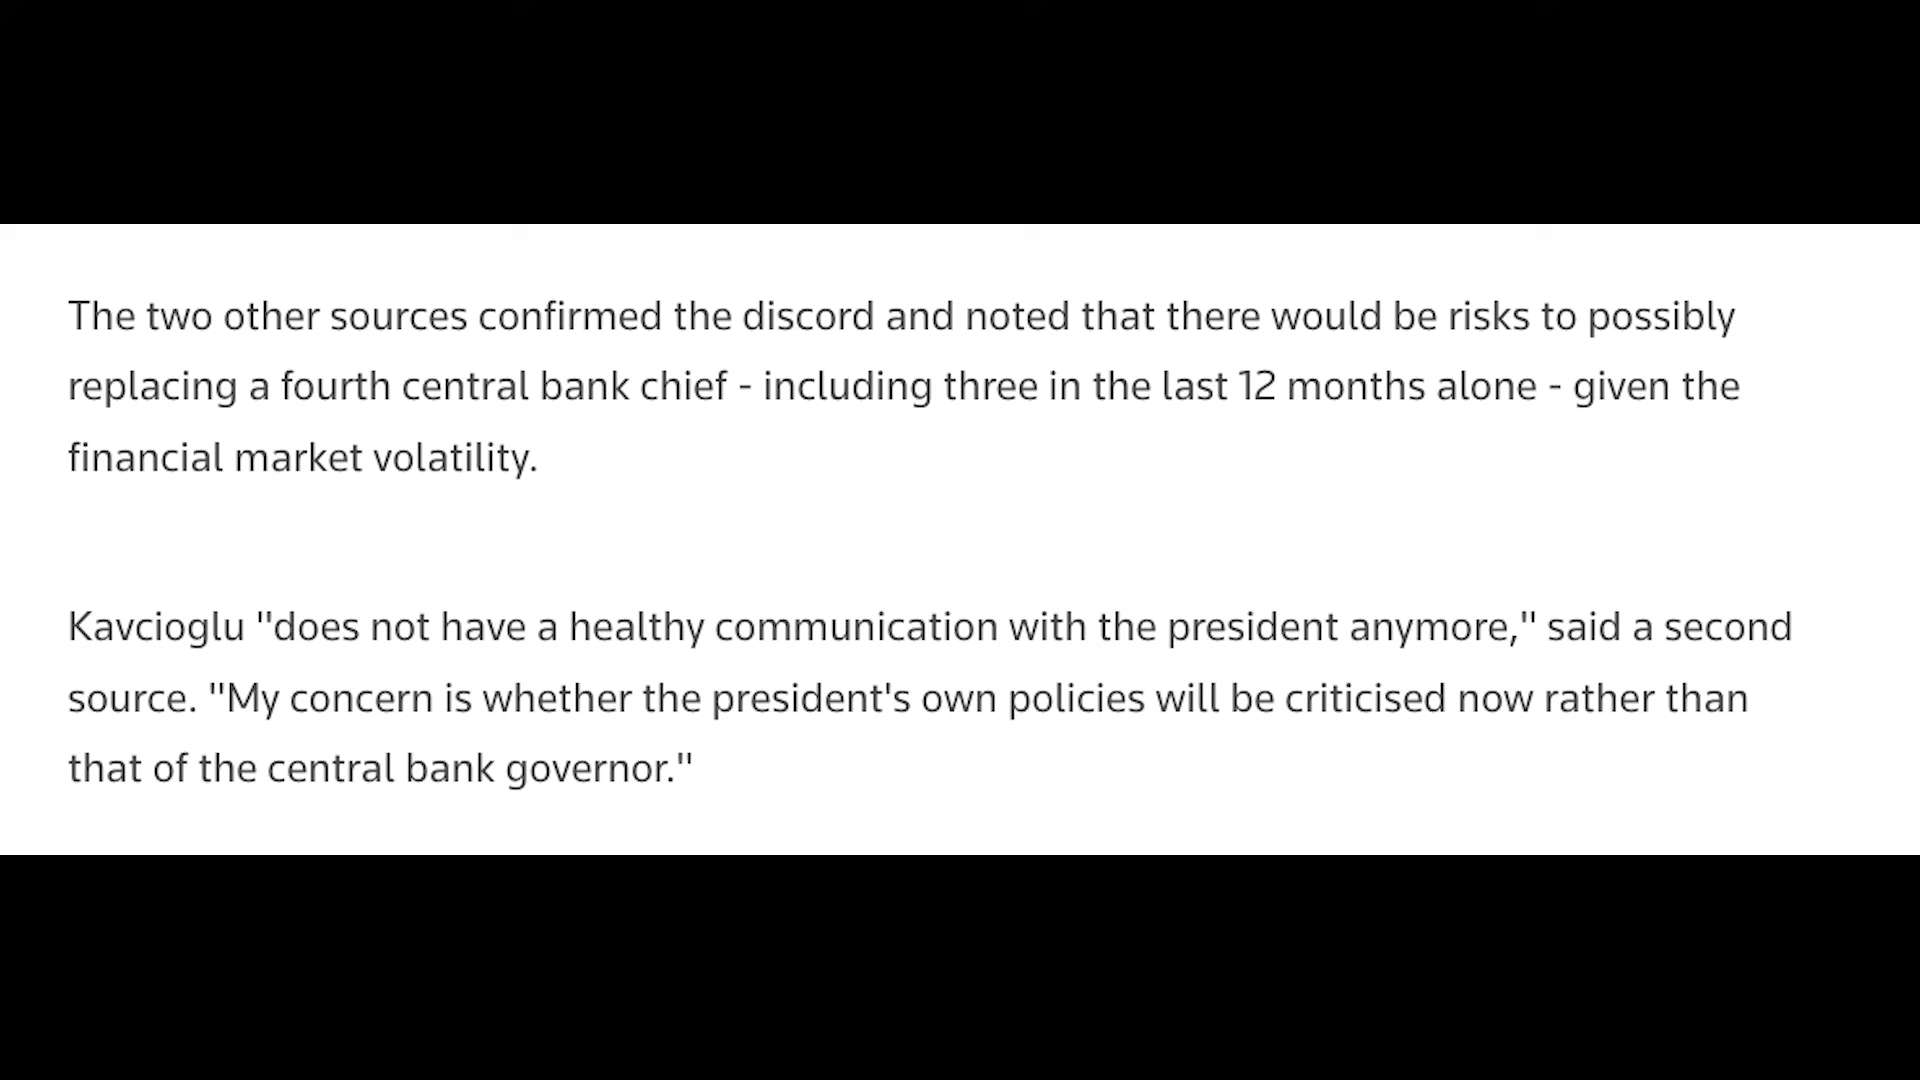 The two other sources confirmed the discord and noted that there would be risks to possibly
replacing a fourth central bank chief - including three in the last 12 months alone - given the
financial market volatility.
Kavcioglu "does not have a healthy communication with the president anymore," said a second
source. "My concern is whether the president's own policies will be criticised now rather than
that of the central bank governor."